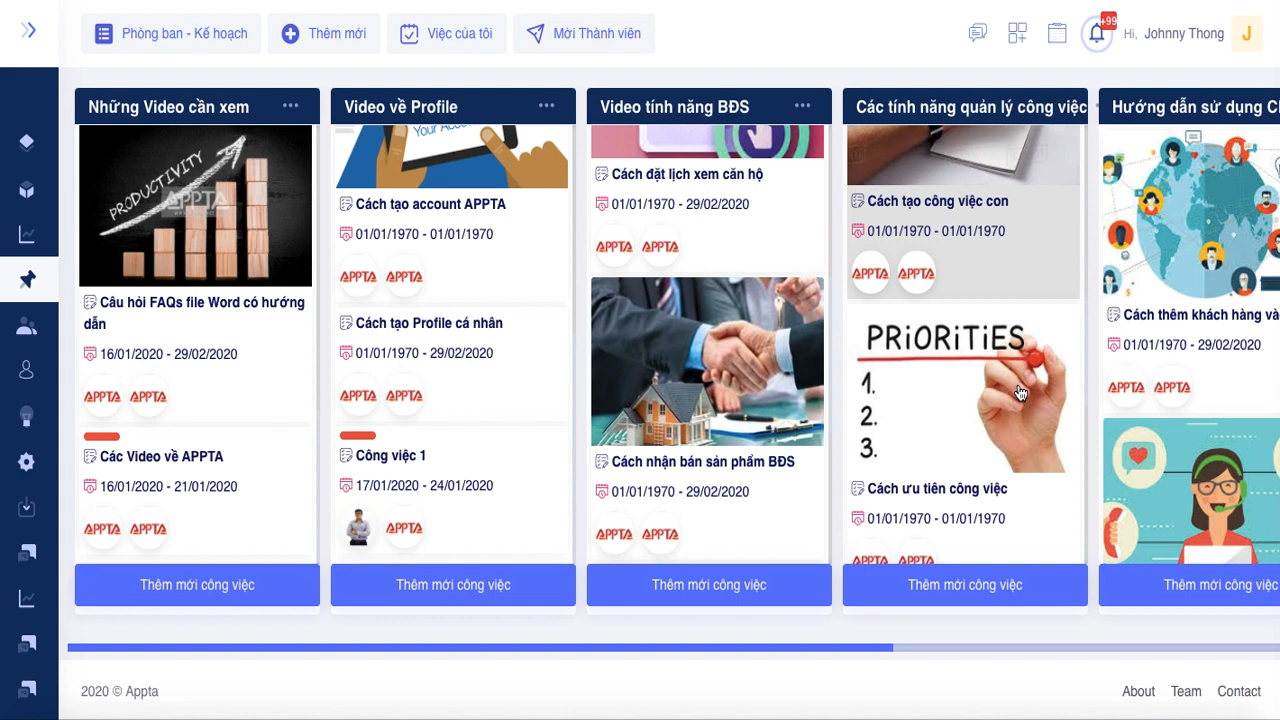 Phòng ban - Kế hoạch
Thêm mới
Việc của tôi
Mời Thành viên
+99
Hi, Johnny Thong
J
Những Video cần xem
PRODUCTIVITY
APPTA
Câu hỏi FAQs file Word có hướng
dẫn
16/01/2020 - 29/02/2020
APPTA APPTA
Các Video về APPTA
16/01/2020 - 21/01/2020
APPTA APPTA
Thêm mới công việc
Video về Profile
Your Acco
Cách tạo account APPTA
01/01/1970 - 01/01/1970
APPTA APPTA
Cách tạo Profile cá nhân
01/01/1970 - 29/02/2020
APPTA APPTA
Công việc 1
17/01/2020 - 24/01/2020
APPTA
Thêm mới công việc
Video tính năng BĐS
Cách đặt lịch xem căn hộ
01/01/1970 - 29/02/2020
APPTA APPTA
Cách nhận bán sản phẩm BĐS
01/01/1970 - 29/02/2020
APPTA APPTA
Thêm mới công việc
Các tính năng quản lý công việc
Cách tạo công việc con
01/01/1970 - 01/01/1970
APPTA APPTA
PRiORiTiES
1.
2.
3.
Cách ưu tiên công việc
01/01/1970 - 01/01/1970
APPTA APPTA
Thêm mới công việc
Hướng dẫn sử dụng C
Cách thêm khách hàng và
01/01/1970 - 29/02/2020
APPTA APPTA
Thêm mới công việc
2020 © Appta
About Team Contact